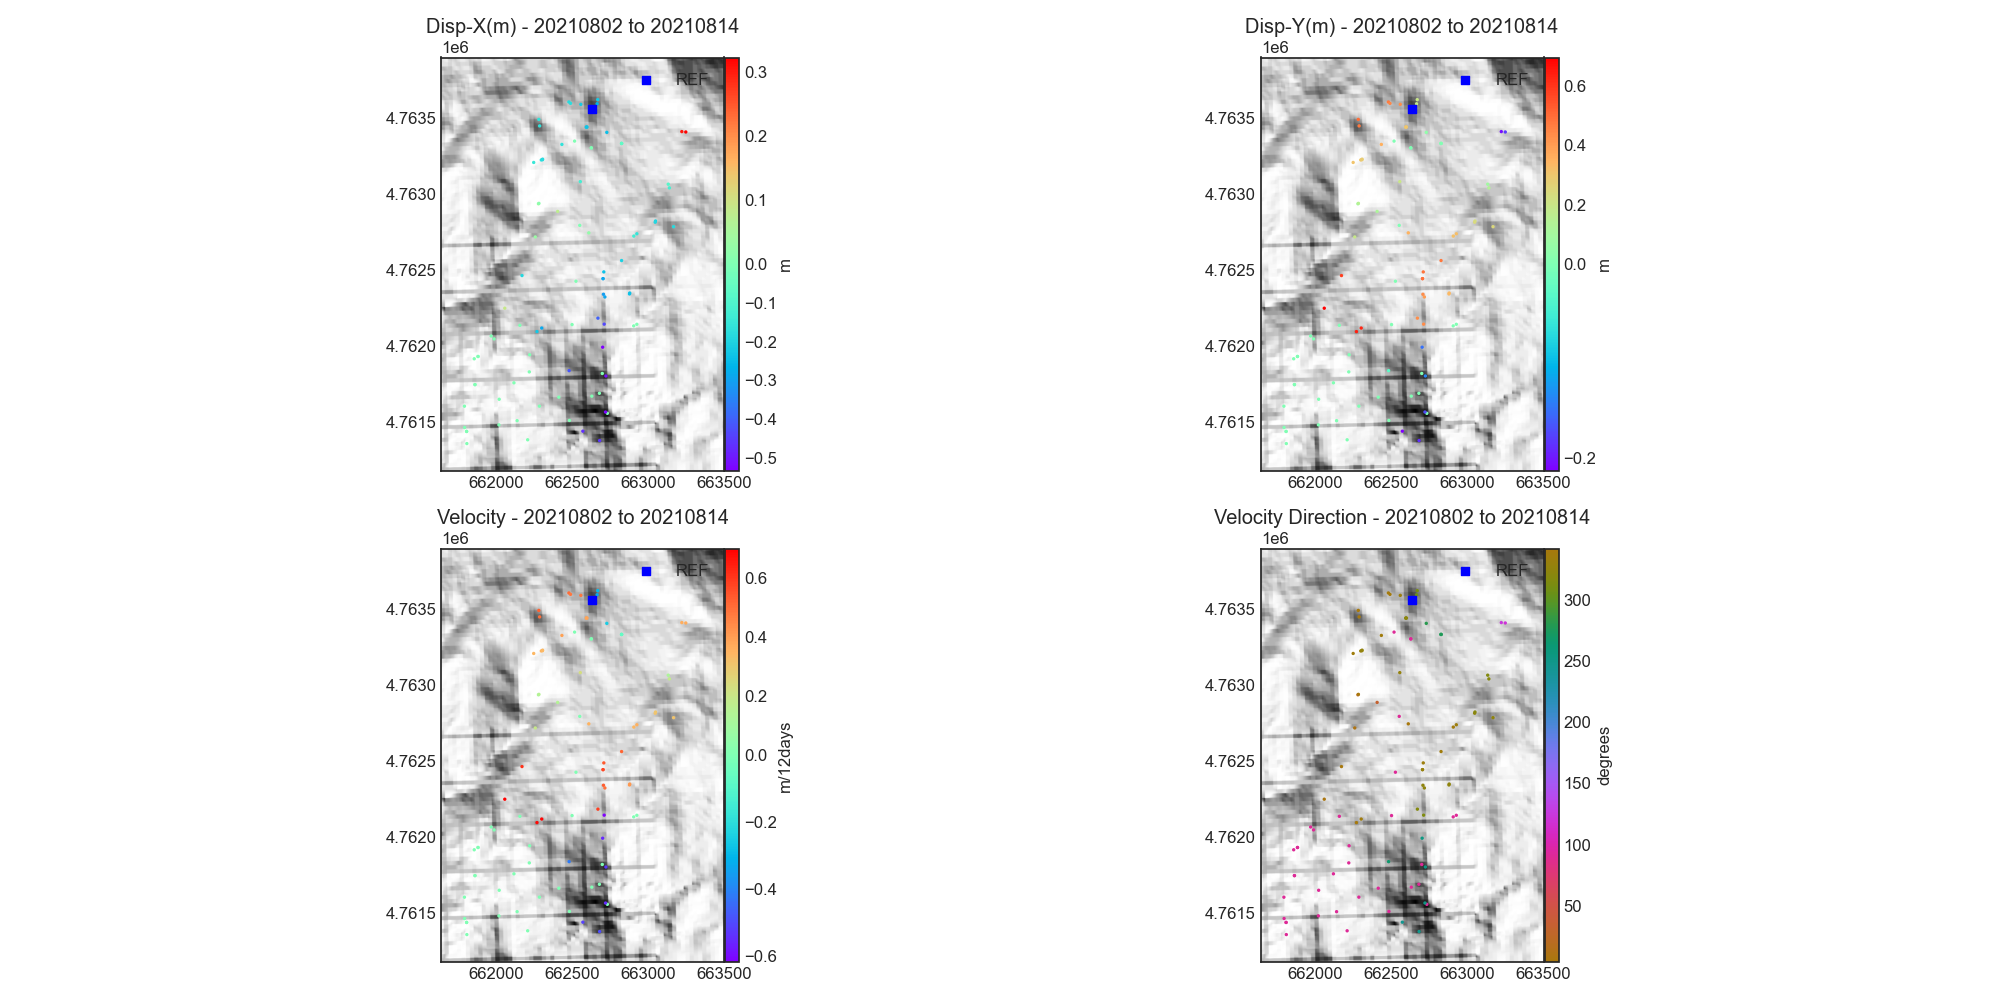 Disp-X(m) - 20210802 to 20210814
1e6
REF
4.7635
4.7630
4.7625
4.7620
4.7615
662000 662500 663000 663500
0.3
0.2
0.1
0.0
−0.1
−0.2
−0.3
−0.4
−0.5
m
Disp-Y(m) - 20210802 to 20210814
1e6
REF
4.7635
4.7630
4.7625
4.7620
4.7615
662000 662500 663000 663500
0.6
0.4
0.2
0.0
−0.2
m
Velocity - 20210802 to 20210814
1e6
REF
4.7635
4.7630
4.7625
4.7620
4.7615
662000 662500 663000 663500
0.6
0.4
0.2
0.0
−0.2
−0.4
−0.6
m/12days
Velocity Direction - 20210802 to 20210814
1e6
REF
4.7635
4.7630
4.7625
4.7620
4.7615
662000 662500 663000 663500
300
250
200
150
100
50
degrees